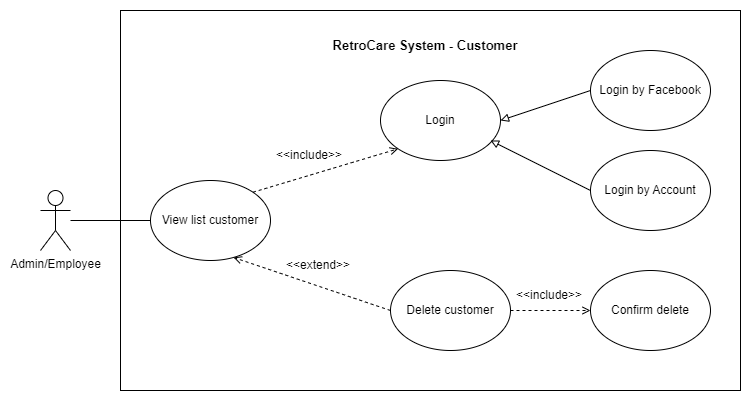 RetroCare System - Customer
Login by Facebook
Login
<<include>>
Login by Account
View list customer
Admin/Employee
<<extend>>
<<include>>
Delete customer
Confirm delete